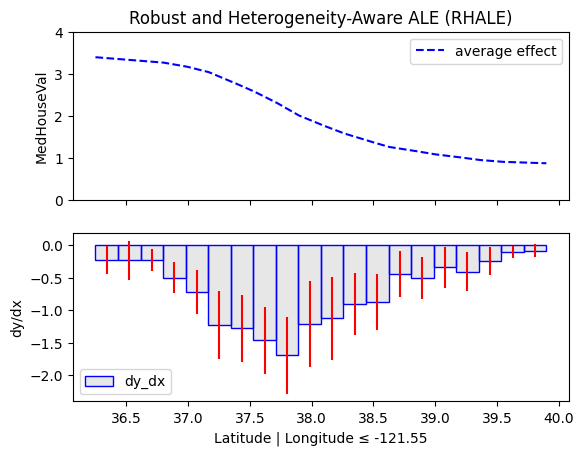 Robust and Heterogeneity-Aware ALE (RHALE)
4
3
2
1
0
MedHouseVal
average effect
0.0
−0.5
−1.0
−1.5
−2.0
dy/dx
dy_dx
36.5 37.0 37.5 38.0 38.5 39.0 39.5 40.0
Latitude | Longitude ≤ -121.55